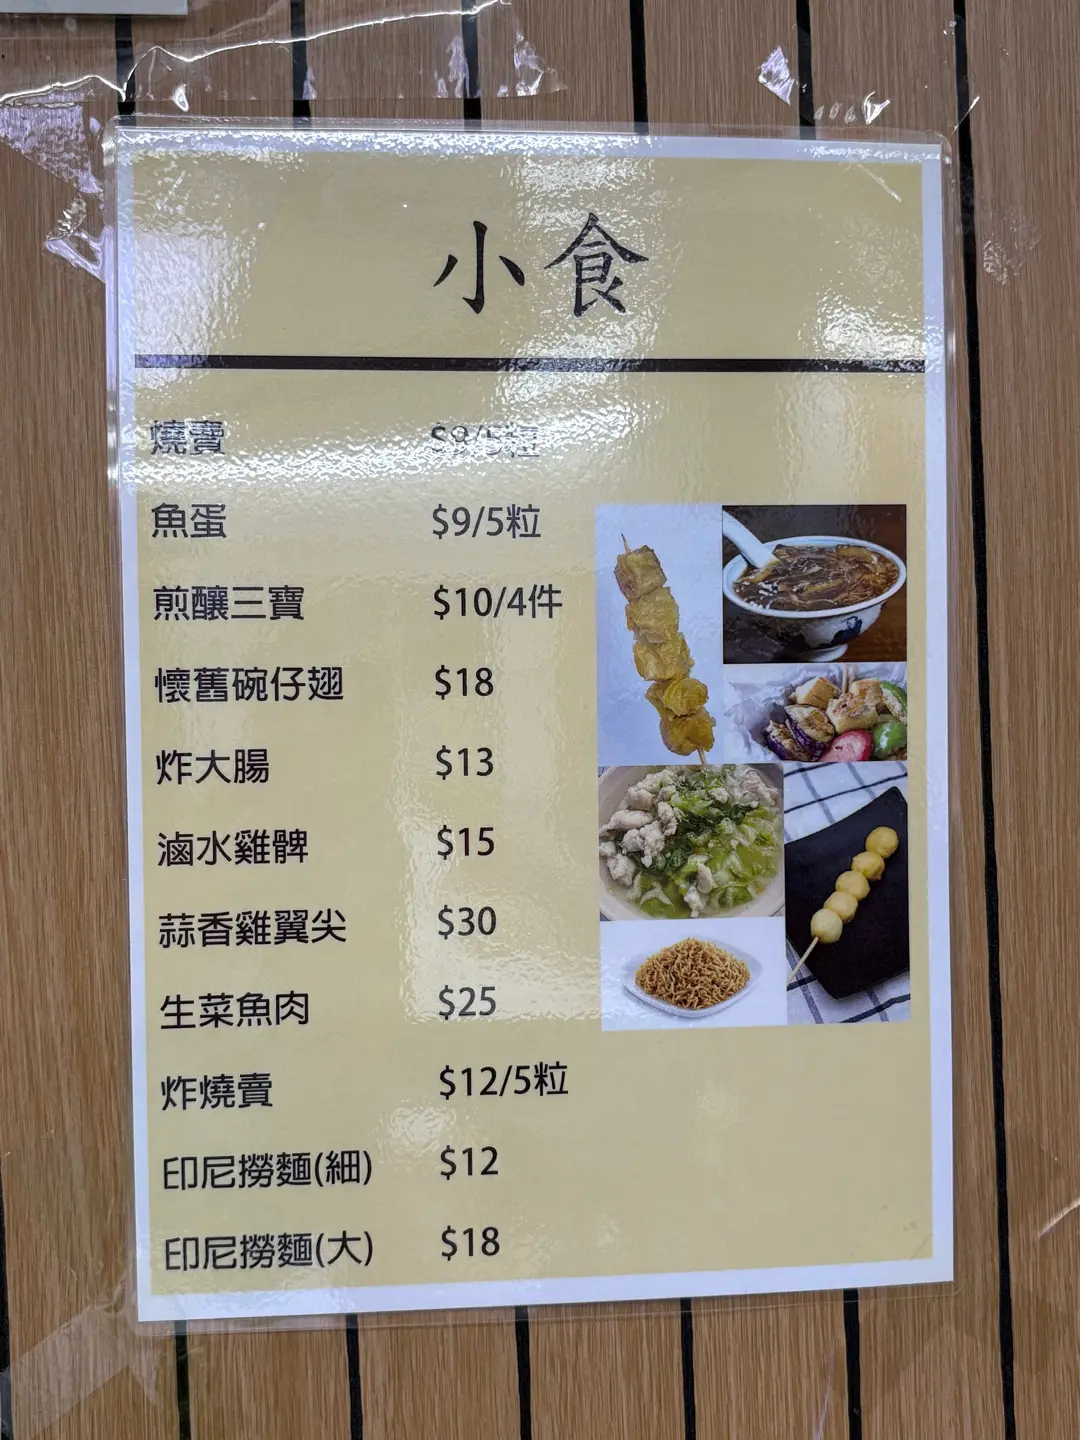 小食
燒賣 $9/5粒
魚蛋 $9/5粒
煎釀三寶 $10/4件
懷舊碗仔翅 $18
炸大腸 $13
滷水雞髀 $15
蒜香雞翼尖 $30
生菜魚肉 $25
炸燒賣 $12/5粒
印尼撈麵(細) $12
印尼撈麵(大) $18